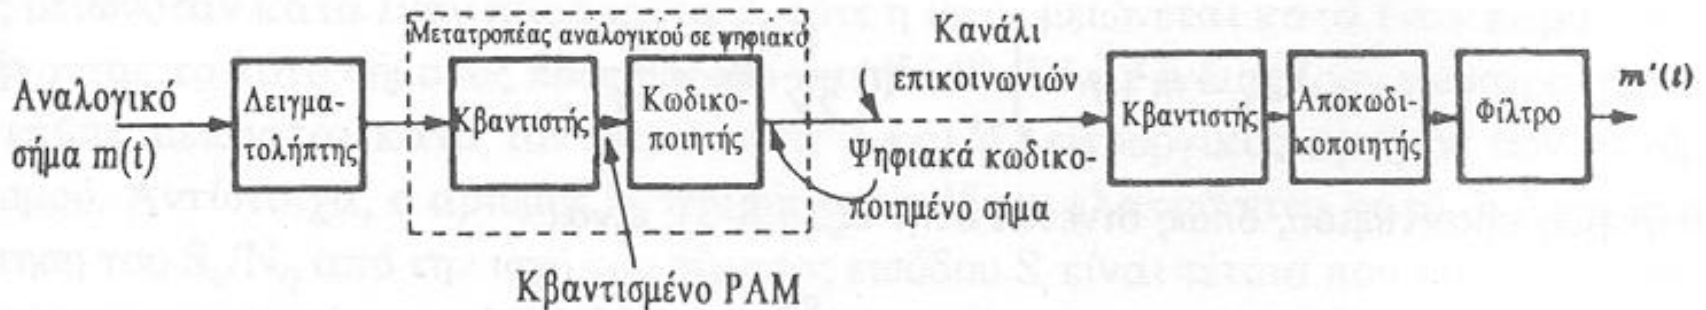 Μετατροπέας αναλογικού σε ψηφιακό
Αναλογικό
σήμα m(t)
Δειγμα-
τολήπτης
Κβαντιστής
Κωδικο-
ποιητής
Κβαντισμένο PAM
Κανάλι
επικοινωνιών
Ψηφιακά κωδικο-
ποιημένο σήμα
Κβαντιστής
Αποκωδι-
κοποιητής
Φίλτρο
m'(t)